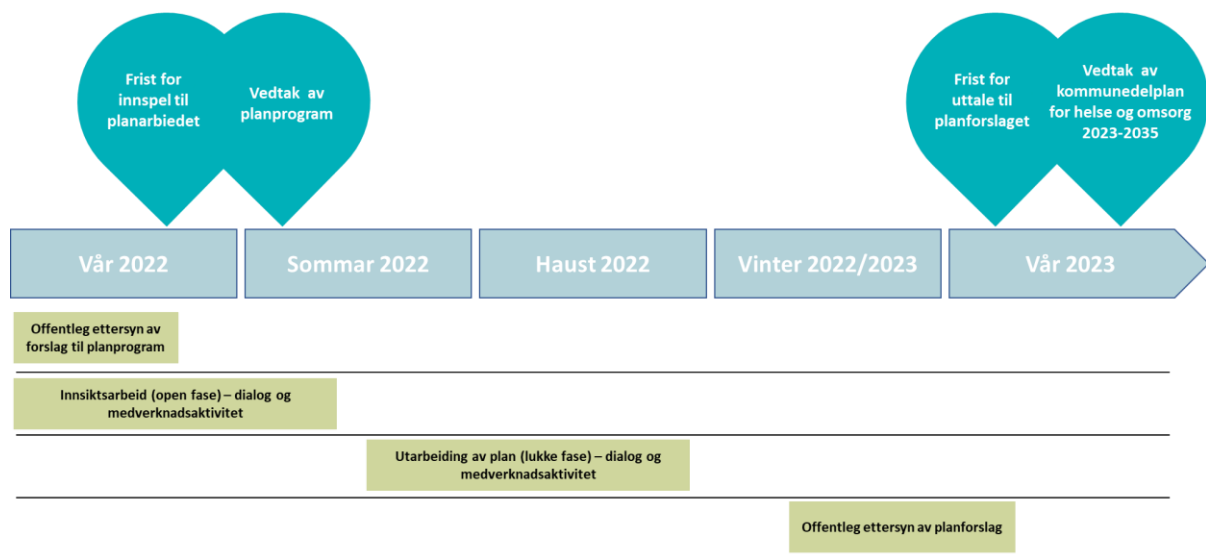 Frist for
innspel til
planarbiedet
Vedtak av
planprogram
Frist for
uttale til
planforslaget
Vedtak av
kommunedelplan
for helse og omsorg
2023-2035
Vår 2022
Sommar 2022
Haust 2022
Vinter 2022/2023
Vår 2023
Offentleg ettersyn av
forslag til planprogram
Innsiktsarbeid (open fase) – dialog og
medverknadsaktivitet
Utarbeiding av plan (lukke fase) – dialog og
medverknadsaktivitet
Offentleg ettersyn av planforslag